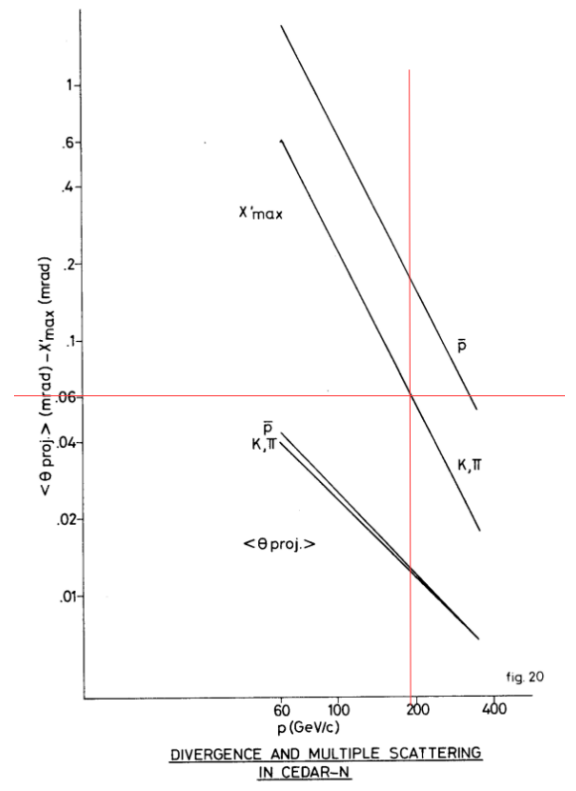 1
.6
.4
.2
.1
.06
.04
.02
.01
<θ proj.> (mrad) – X'max (mrad)
X'max
p̄
K,π
p̄
K,π
<θ proj.>
fig. 20
60 100 200 400
p (GeV/c)
DIVERGENCE AND MULTIPLE SCATTERING
IN CEDAR-N